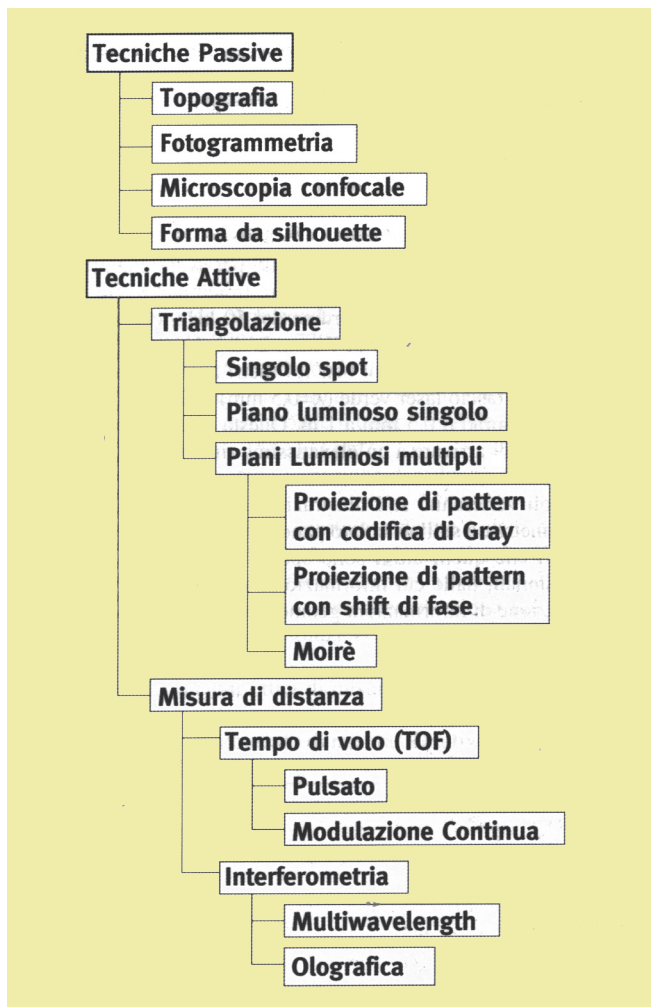 Tecniche Passive
Topografia
Fotogrammetria
Microscopia confocale
Forma da silhouette
Tecniche Attive
Triangolazione
Singolo spot
Piano luminoso singolo
Piani Luminosi multipli
Proiezione di pattern
con codifica di Gray
Proiezione di pattern
con shift di fase
Moirè
Misura di distanza
Tempo di volo (TOF)
Pulsato
Modulazione Continua
Interferometria
Multiwavelength
Olografica